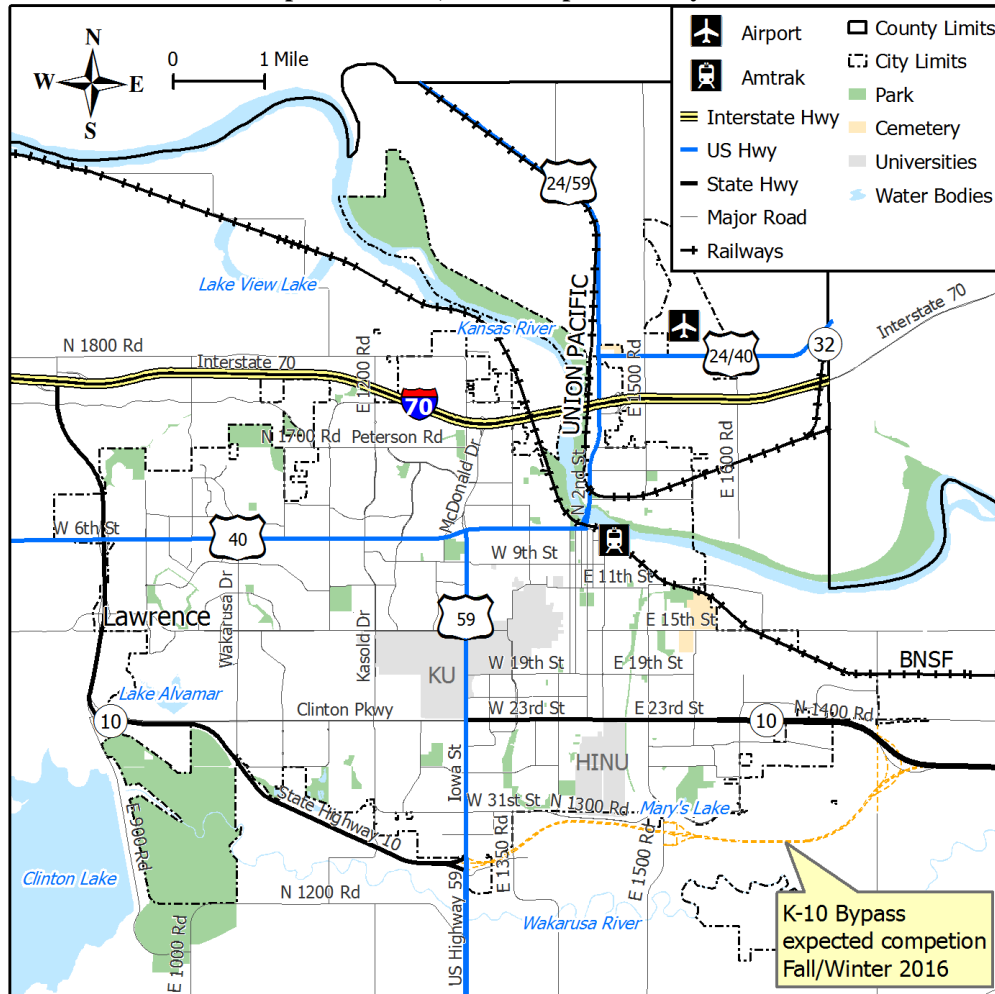 N
W E
S
0 1 Mile
Airport
Amtrak
Interstate Hwy
US Hwy
State Hwy
Major Road
Railways
County Limits
City Limits
Park
Cemetery
Universities
Water Bodies
24/59
Lake View Lake
Kansas River
UNION PACIFIC
N 1800 Rd
Interstate 70
E 1200 Rd
70
E 1500 Rd
24/40
32
Interstate 70
N 1700 Rd
Peterson Rd
McDonald Dr
N 2nd St
E 1600 Rd
W 6th St
40
W 9th St
E 11th St
Lawrence
Wakarusa Dr
Kasold Dr
59
E 15th St
KU
W 19th St
E 19th St
BNSF
Lake Alvamar
10
Clinton Pkwy
W 23rd St
E 23rd St
10
N 1400 Rd
Iowa St
HINU
State Highway 10
W 31st St
N 1300 Rd
Mary's Lake
E 900 Rd
E 1350 Rd
E 1500 Rd
Clinton Lake
N 1200 Rd
E 1000 Rd
US Highway 59
Wakarusa River
K-10 Bypass
expected competion
Fall/Winter 2016